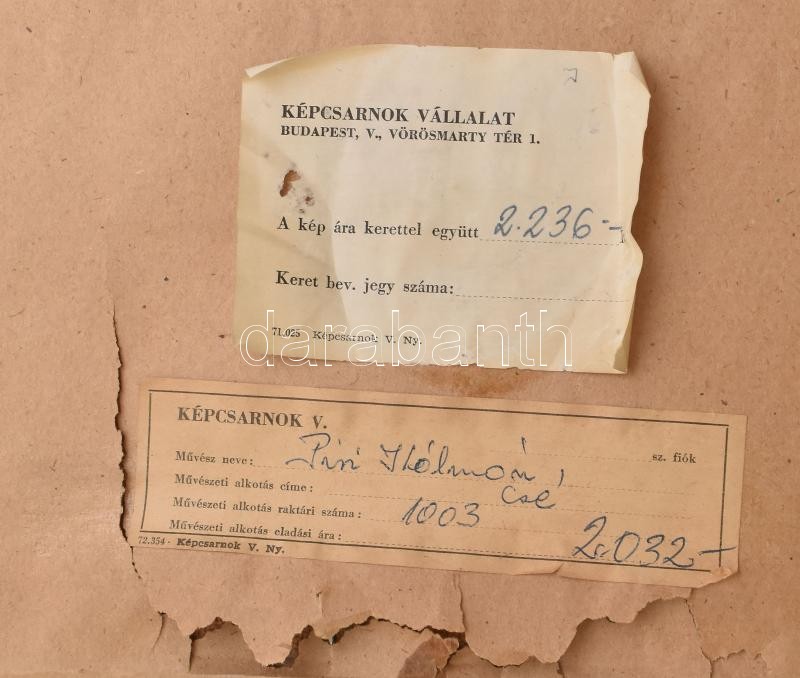 KÉPCSARNOK VÁLLALAT
BUDAPEST, V., VÖRÖSMARTY TÉR 1.
A kép ára kerettel együtt 2.236-
Keret bev. jegy száma:
71.025 Képcsarnok V. Ny.
darabanth
KÉPCSARNOK V.
sz. fiók
Művész neve: Piri Kálmán,
Művészeti alkotás címe:
Művészeti alkotás raktári száma: 1003
Művészeti alkotás eladási ára: 2.032-
72.354 - Képcsarnok V. Ny.